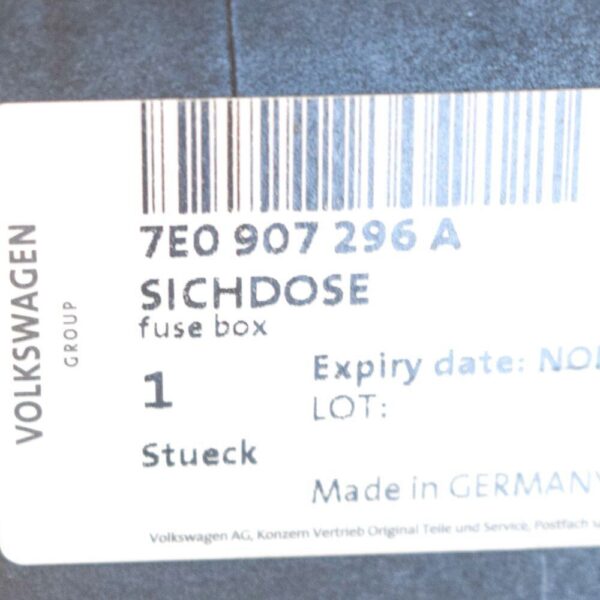 VOLKSWAGEN
GROUP
7E0 907 296 A
SICHDOSE
fuse box
1
Stueck
Expiry date:
LOT:
Made in GERMANY
Volkswagen AG, Konzern Vertrieb Original Teile und Service, Postfach